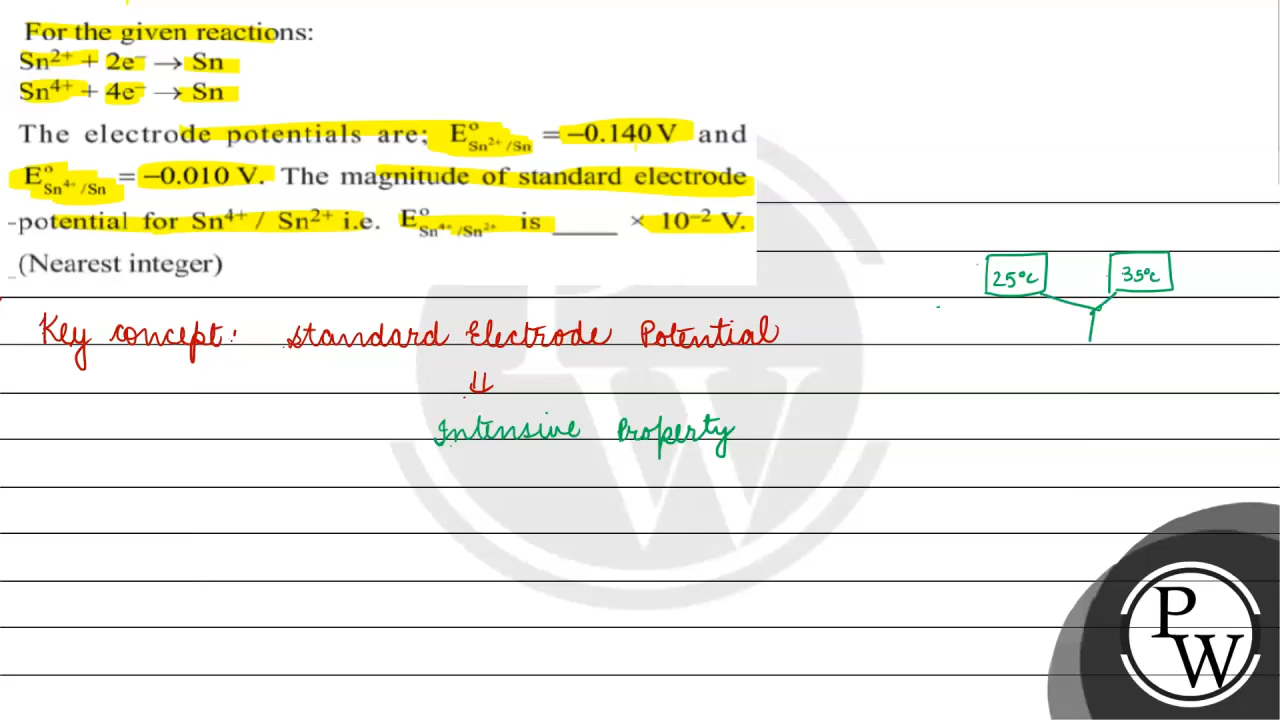 For the given reactions:
Sn²⁺ + 2e⁻ → Sn
Sn⁴⁺ + 4e⁻ → Sn
The electrode potentials are; E°Sn²⁺/Sn = –0.140 V and
E°Sn⁴⁺/Sn = –0.010 V. The magnitude of standard electrode
potential for Sn⁴⁺ / Sn²⁺ i.e. E°Sn⁴⁺/Sn²⁺ is _____ × 10⁻² V.
(Nearest integer)
25°C 35°C
Key concept: Standard Electrode Potential
⇓
Intensive Property
P
W